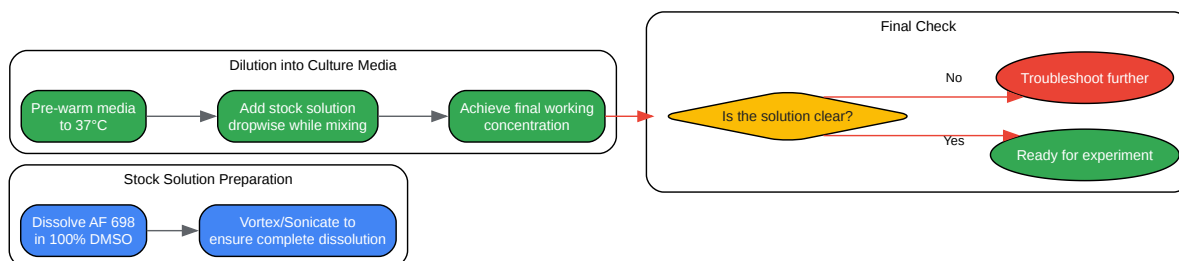 Final Check
Dilution into Culture Media
Pre-warm media
to 37°C
Add stock solution
dropwise while mixing
Achieve final working
concentration
Is the solution clear?
No
Troubleshoot further
Yes
Ready for experiment
Stock Solution Preparation
Dissolve AF 698
in 100% DMSO
Vortex/Sonicate to
ensure complete dissolution